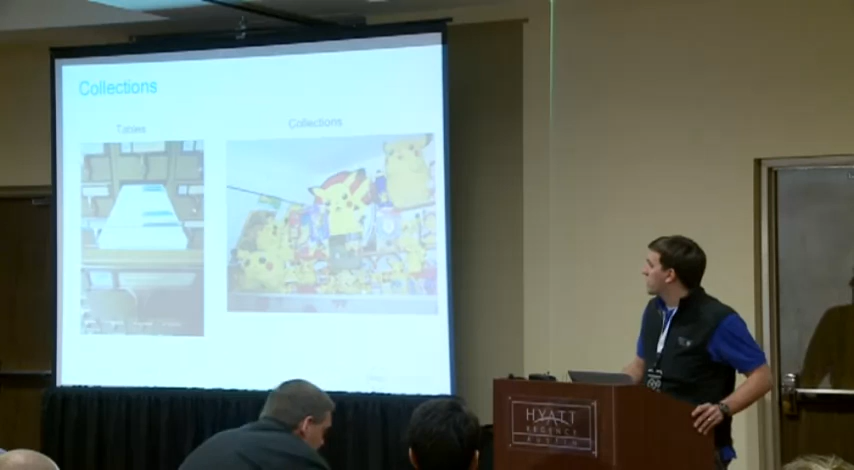 Collections
Tables
Collections
HYATT
REGENCY
AUSTIN